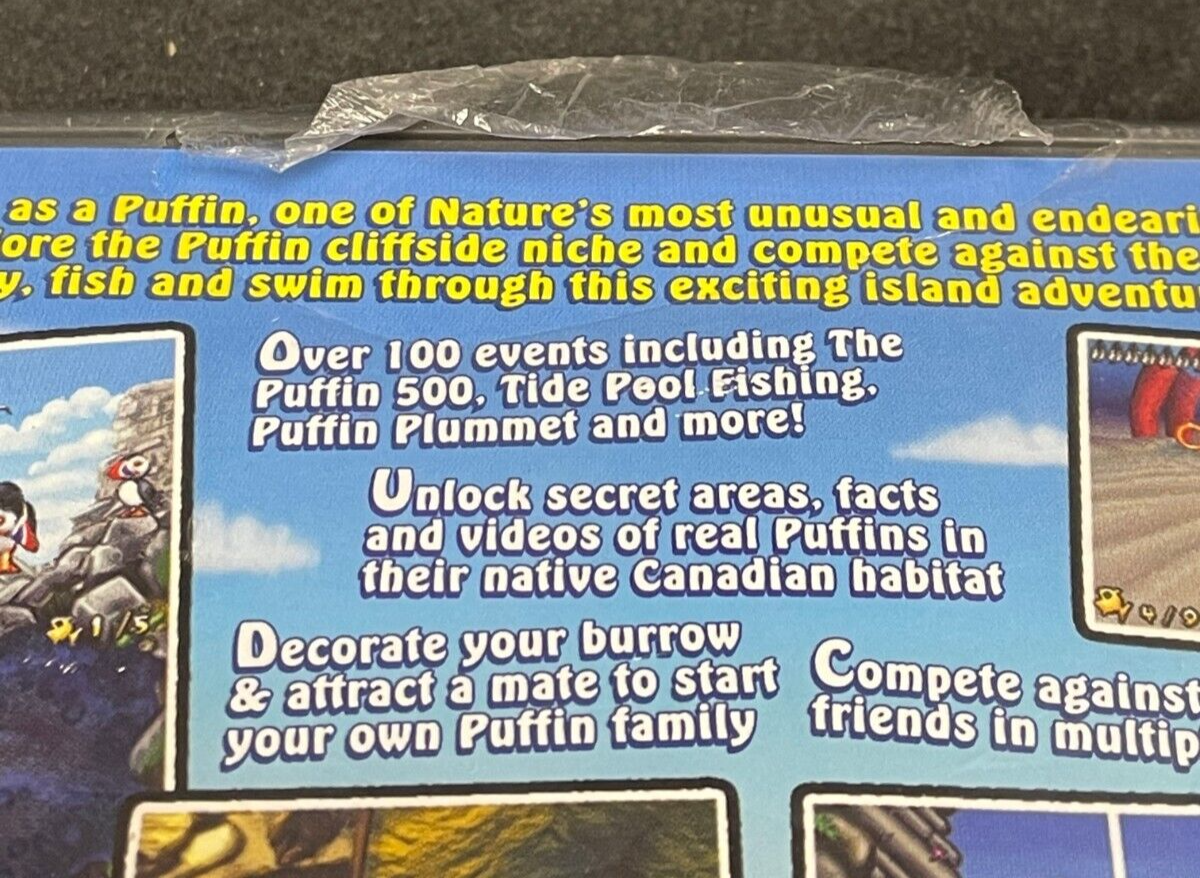 as a Puffin, one of Nature's most unusual and endeari
ore the Puffin cliffside niche and compete against the
y, fish and swim through this exciting island adventu
Over 100 events including The
Puffin 500, Tide Pool Fishing,
Puffin Plummet and more!
Unlock secret areas, facts
and videos of real Puffins in
their native Canadian habitat
1/5
4/9
Decorate your burrow
& attract a mate to start
your own Puffin family
Compete against
friends in multip